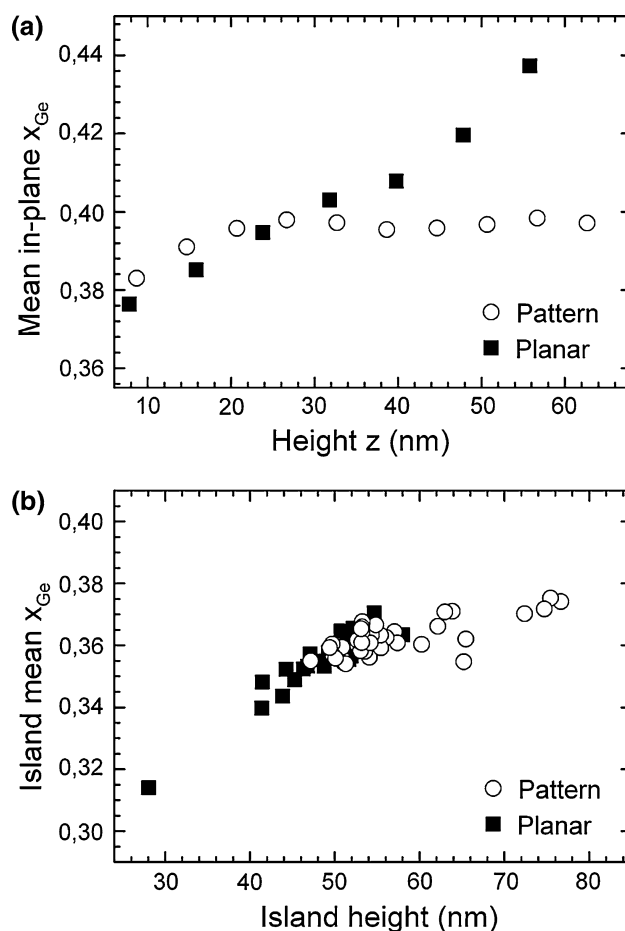 (a)
0,44
0,42
0,40
0,38
0,36
Mean in-plane xGe
Pattern
Planar
10 20 30 40 50 60
Height z (nm)
(b)
0,40
0,38
0,36
0,34
0,32
0,30
Island mean xGe
Pattern
Planar
30 40 50 60 70 80
Island height (nm)